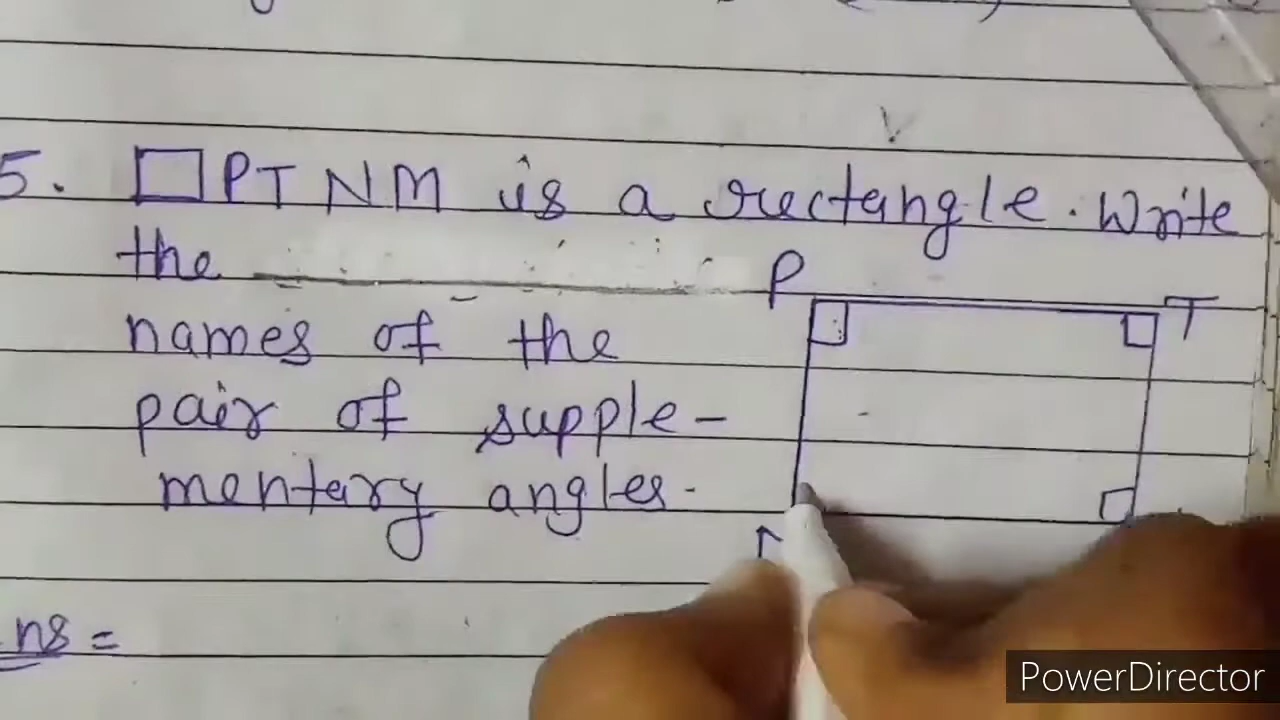 5. □PTNM is a rectangle. Write
the
names of the
pair of supple-
mentary angles.
P
T
ns =
PowerDirector